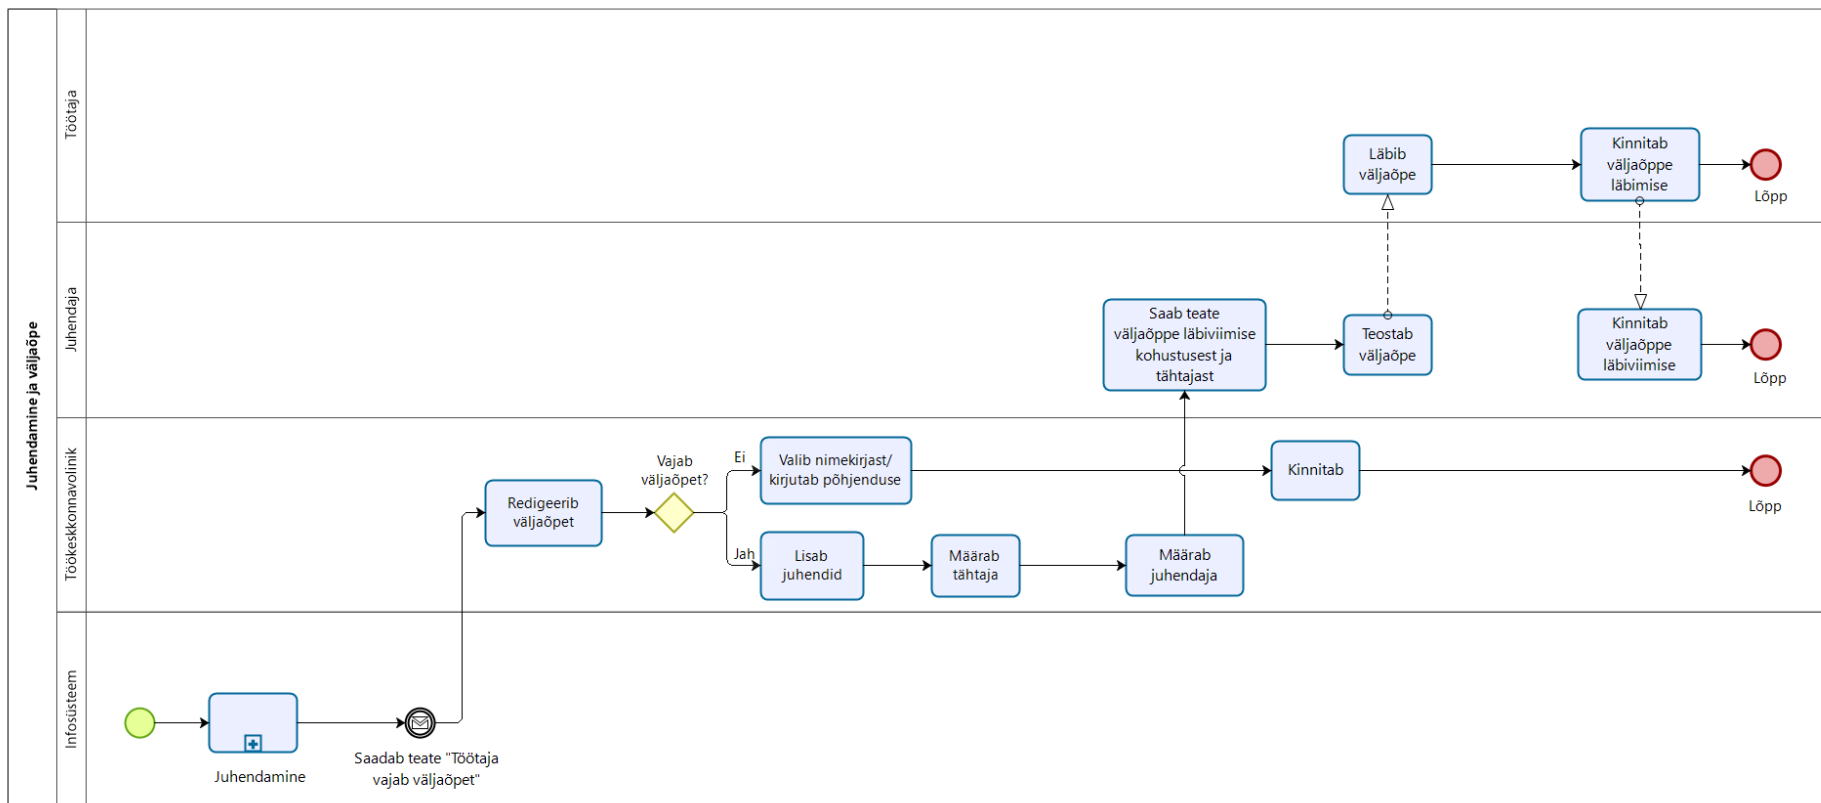 Juhendamine ja väljaõpe
Töötaja
Läbib
väljaõpe
Kinnitab
väljaõppe
läbimise
Lõpp
Juhendaja
Saab teate
väljaõppe läbiviimise
kohustusest ja
tähtajast
Teostab
väljaõpe
Kinnitab
väljaõppe
läbiviimise
Lõpp
Töökeskkonnavolinik
Redigeerib
väljaõpet
Vajab
väljaõpet?
Ei
Valib nimekirjast/
kirjutab põhjenduse
Kinnitab
Lõpp
Jah
Lisab
juhendid
Määrab
tähtaja
Määrab
juhendaja
Infosüsteem
Juhendamine
Saadab teate "Töötaja
vajab väljaõpet"